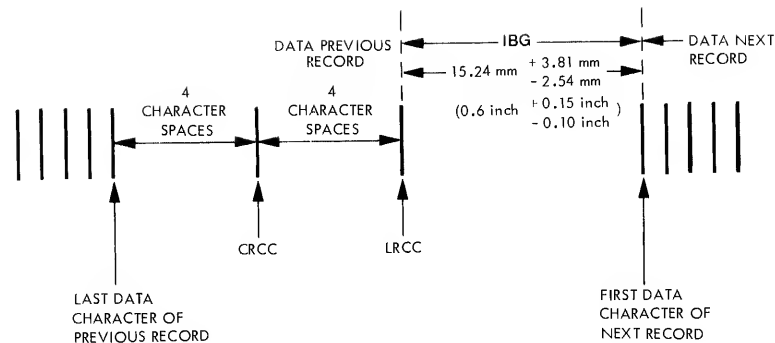 DATA PREVIOUS
RECORD
IBG
DATA NEXT
RECORD
15.24 mm + 3.81 mm
- 2.54 mm
(0.6 inch + 0.15 inch
- 0.10 inch )
4
CHARACTER
SPACES
4
CHARACTER
SPACES
CRCC
LRCC
LAST DATA
CHARACTER OF
PREVIOUS RECORD
FIRST DATA
CHARACTER OF
NEXT RECORD